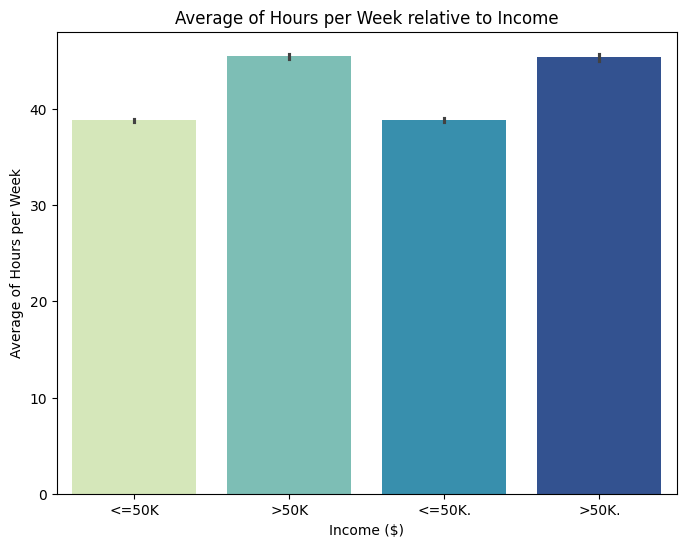 Average of Hours per Week relative to Income
Average of Hours per Week
40
30
20
10
0
<=50K
>50K
<=50K.
>50K.
Income ($)